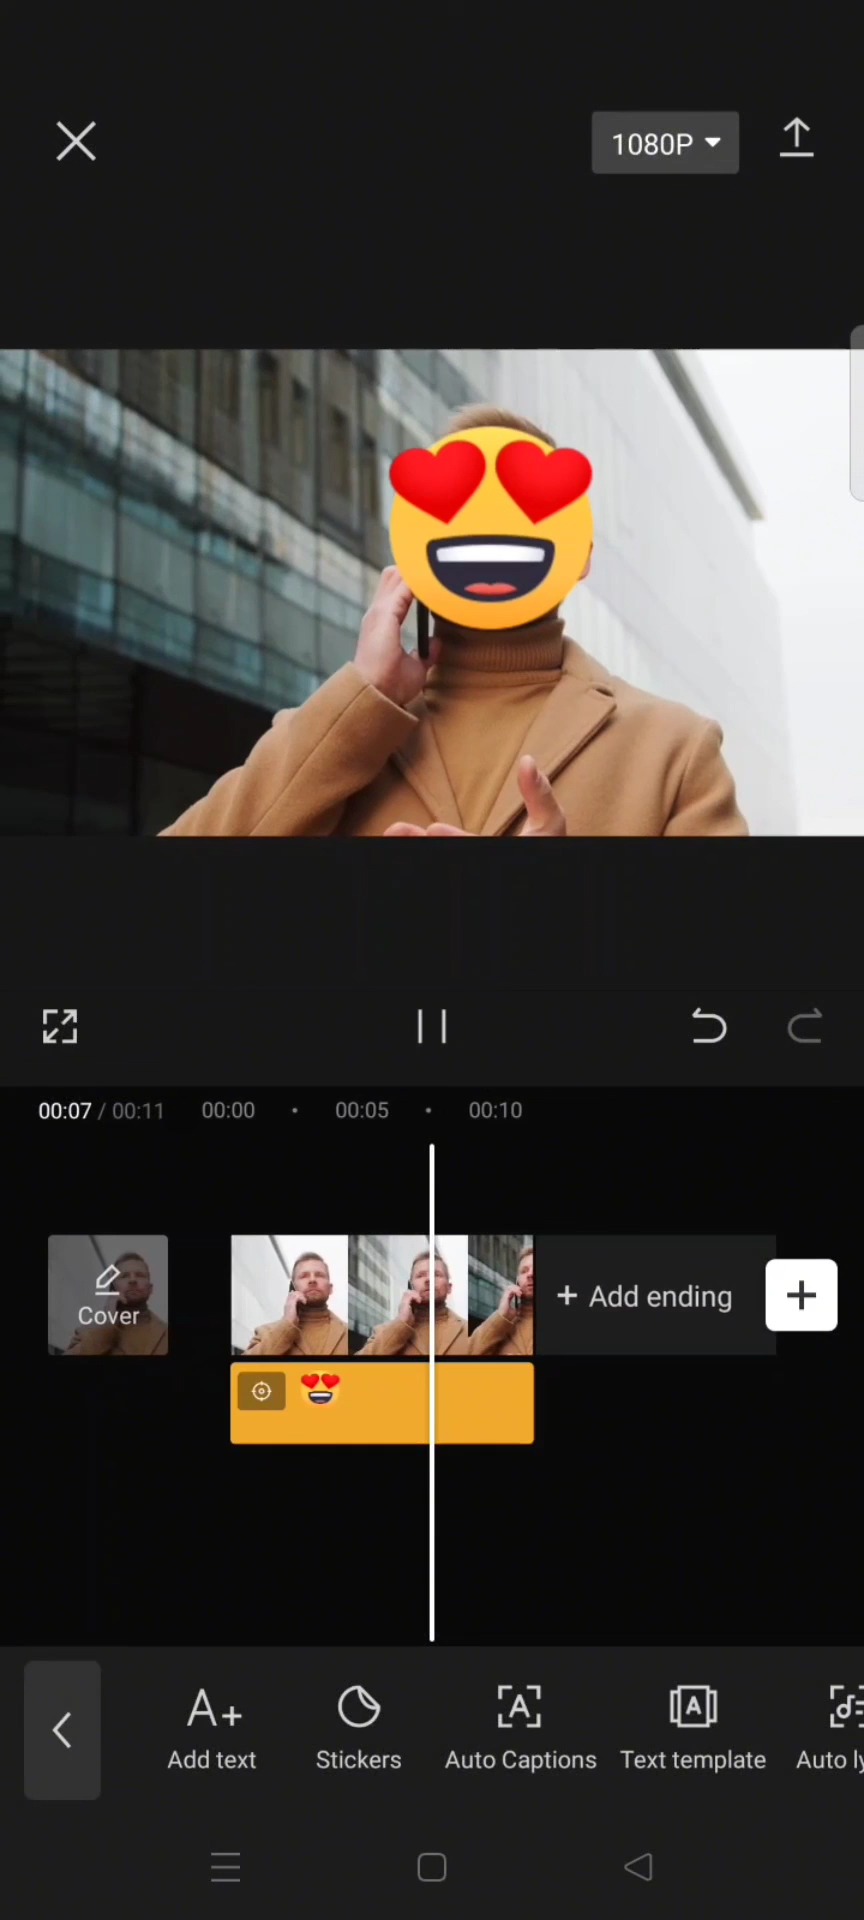 1080P
00:07 / 00:11 00:00 00:05 00:10
Cover
+ Add ending
A+
A
A
Add text Stickers Auto Captions Text template Auto ly